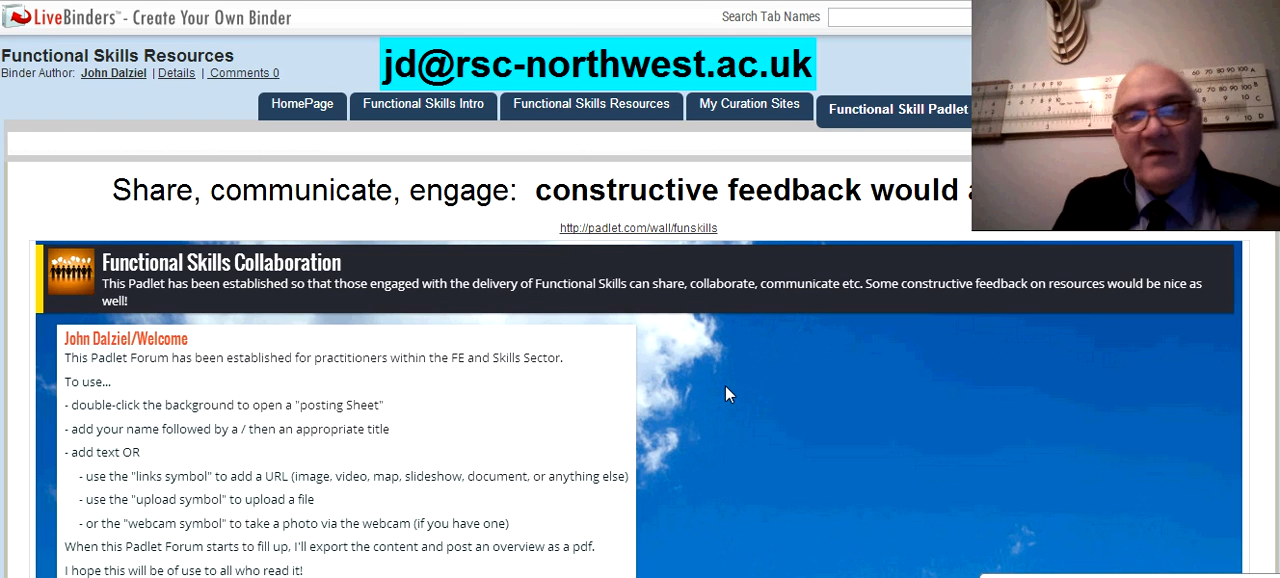 LiveBinders™ - Create Your Own Binder
Search Tab Names
Functional Skills Resources
Binder Author: John Dalziel | Details | Comments 0
jd@rsc-northwest.ac.uk
HomePage
Functional Skills Intro
Functional Skills Resources
My Curation Sites
Functional Skill Padlet
Share, communicate, engage: constructive feedback would
http://padlet.com/wall/funskills
Functional Skills Collaboration
This Padlet has been established so that those engaged with the delivery of Functional Skills can share, collaborate, communicate etc. Some constructive feedback on resources would be nice as
well!
John Dalziel/Welcome
This Padlet Forum has been established for practitioners within the FE and Skills Sector.
To use...
- double-click the background to open a "posting Sheet"
- add your name followed by a / then an appropriate title
- add text OR
- use the "links symbol" to add a URL (image, video, map, slideshow, document, or anything else)
- use the "upload symbol" to upload a file
- or the "webcam symbol" to take a photo via the webcam (if you have one)
When this Padlet Forum starts to fill up, I'll export the content and post an overview as a pdf.
I hope this will be of use to all who read it!